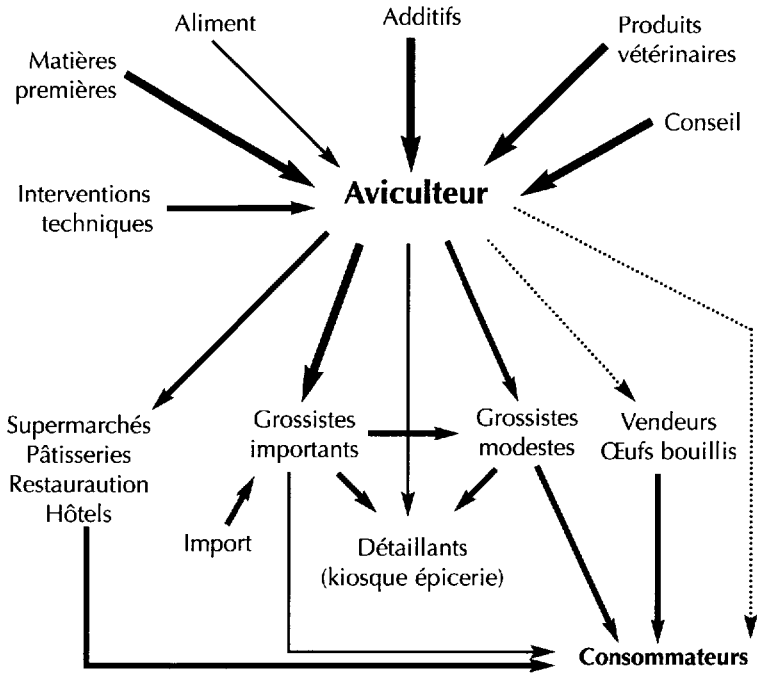 Aliment
Additifs
Produits
vétérinaires
Matières
premières
Conseil
Interventions
techniques
Aviculteur
Supermarchés
Pâtisseries
Restauraution
Hôtels
Grossistes
importants
Grossistes
modestes
Vendeurs
Œufs bouillis
Import
Détaillants
(kiosque épicerie)
Consommateurs